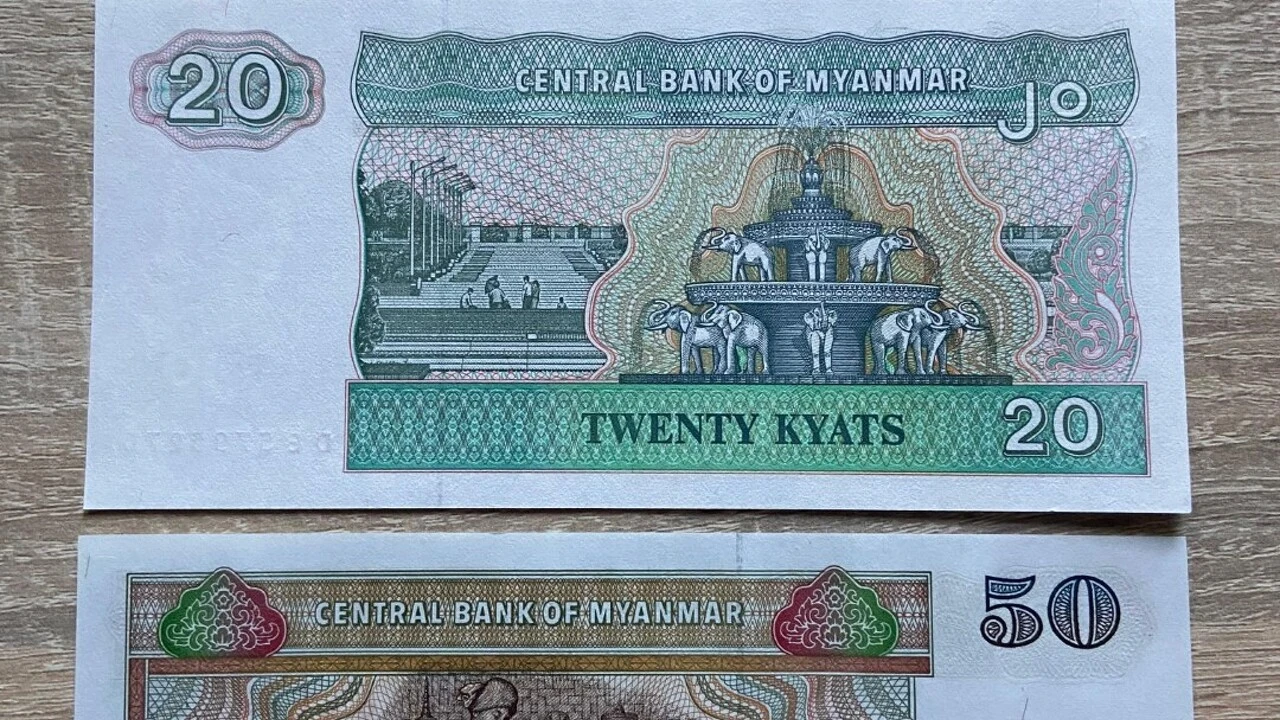 20
CENTRAL BANK OF MYANMAR
၂၀
TWENTY KYATS
20
CENTRAL BANK OF MYANMAR
50